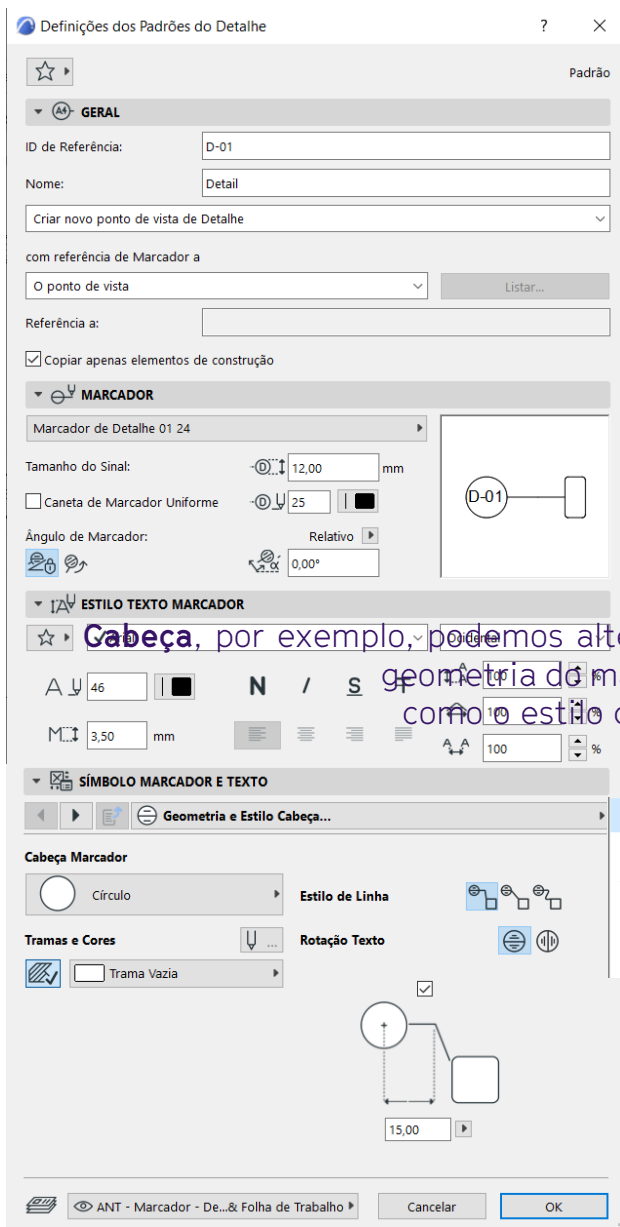 Definições dos Padrões do Detalhe ? ×
Padrão
GERAL
ID de Referência: D-01
Nome: Detail
Criar novo ponto de vista de Detalhe
com referência de Marcador a
O ponto de vista Listar...
Referência a:
Copiar apenas elementos de construção
MARCADOR
Marcador de Detalhe 01 24
Tamanho do Sinal: 12,00 mm
D-01
Caneta de Marcador Uniforme 25
Ângulo de Marcador: Relativo
0,00°
ESTILO TEXTO MARCADOR
Arial Ocidental
Cabeça, por exemplo, podemos alte
46 N I S T 100 %
geometria do ma
100 %
como o estilo d
M 3,50 mm 100 %
SÍMBOLO MARCADOR E TEXTO
Geometria e Estilo Cabeça...
Cabeça Marcador
Círculo Estilo de Linha
Tramas e Cores ... Rotação Texto
Trama Vazia
15,00
ANT - Marcador - De...& Folha de Trabalho Cancelar OK